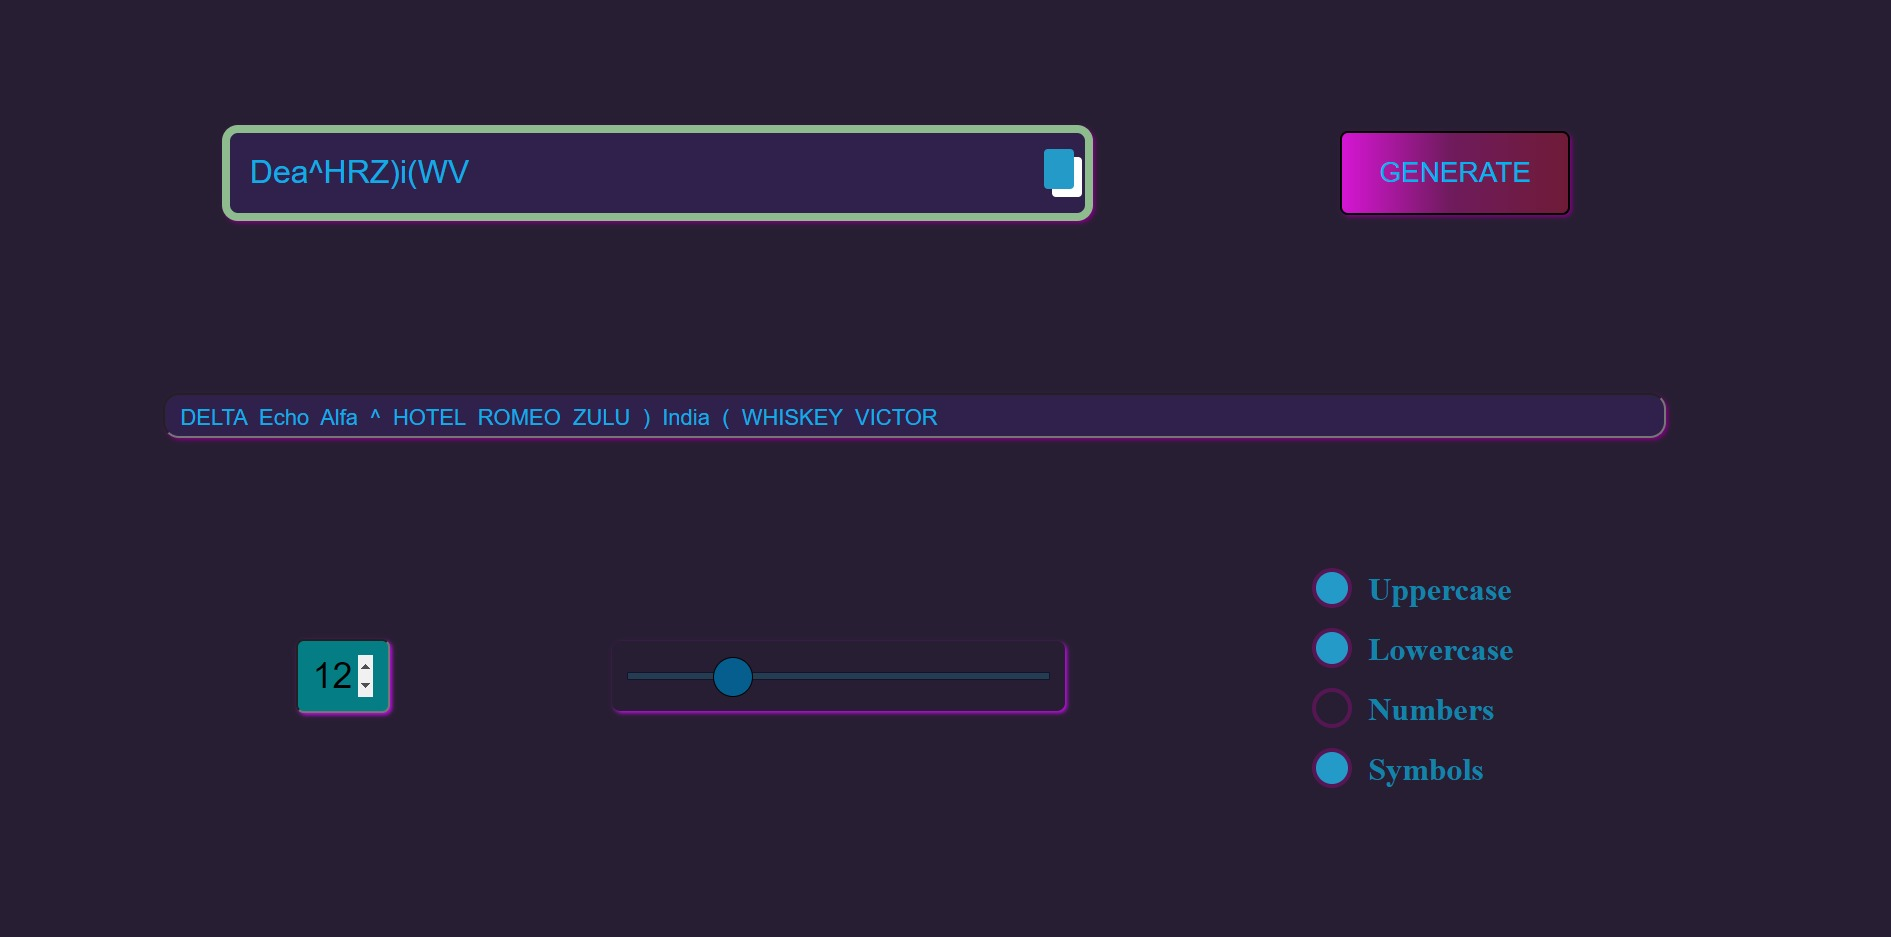 Dea^HRZ)i(WV
GENERATE
DELTA Echo Alfa ^ HOTEL ROMEO ZULU ) India ( WHISKEY VICTOR
Uppercase
Lowercase
12
Numbers
Symbols